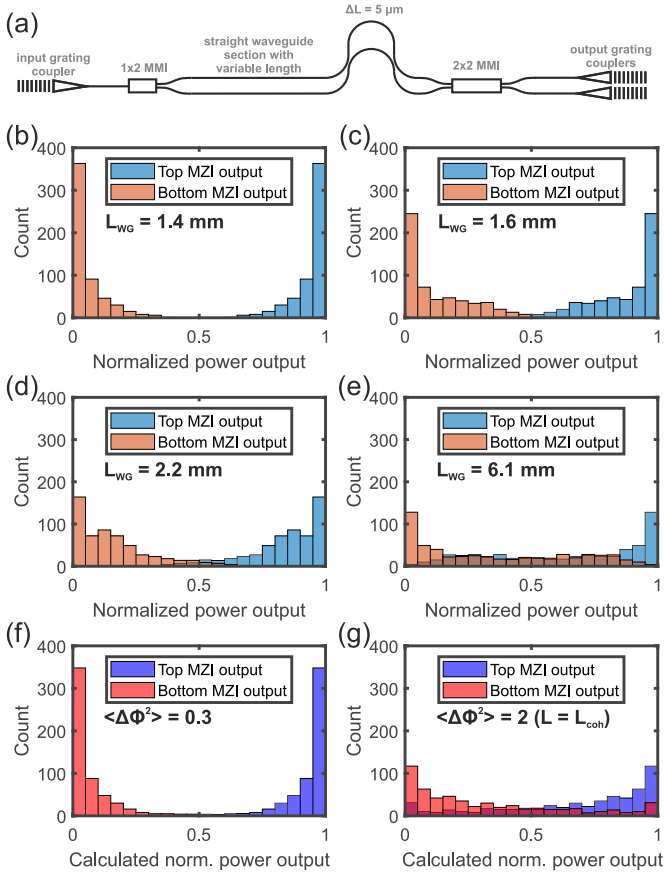 (a)
ΔL = 5 μm
straight waveguide
section with
variable length
input grating
coupler
1x2 MMI
2x2 MMI
output grating
couplers
(b)
400
300
200
100
0
Count
Top MZI output
Bottom MZI output
L_WG = 1.4 mm
0
0.5
1
Normalized power output
(c)
400
300
200
100
0
Count
Top MZI output
Bottom MZI output
L_WG = 1.6 mm
0
0.5
1
Normalized power output
(d)
400
300
200
100
0
Count
Top MZI output
Bottom MZI output
L_WG = 2.2 mm
0
0.5
1
Normalized power output
(e)
400
300
200
100
0
Count
Top MZI output
Bottom MZI output
L_WG = 6.1 mm
0
0.5
1
Normalized power output
(f)
400
300
200
100
0
Count
Top MZI output
Bottom MZI output
<ΔΦ²> = 0.3
0
0.5
1
Calculated norm. power output
(g)
400
300
200
100
0
Count
Top MZI output
Bottom MZI output
<ΔΦ²> = 2 (L = L_coh)
0
0.5
1
Calculated norm. power output